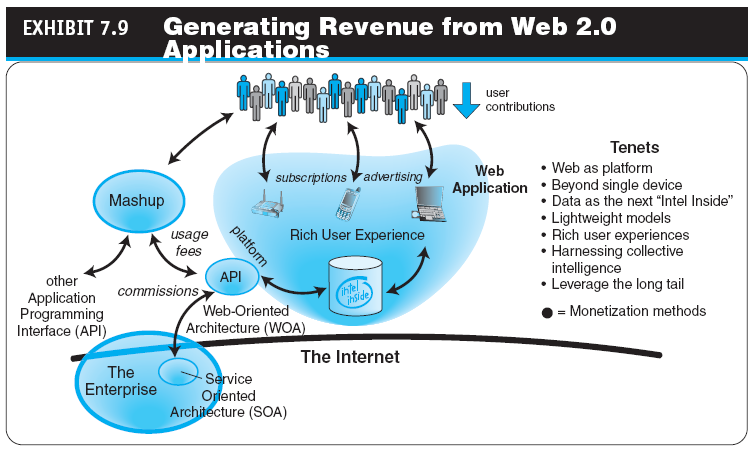 EXHIBIT 7.9
Generating Revenue from Web 2.0
Applications
user
contributions
subscriptions
advertising
Web
Application
Mashup
usage
fees
platform
Rich User Experience
API
intel
inside
other
Application
Programming
Interface (API)
commissions
Web-Oriented
Architecture (WOA)
The Internet
The
Enterprise
Service
Oriented
Architecture (SOA)
Tenets
• Web as platform
• Beyond single device
• Data as the next “Intel Inside”
• Lightweight models
• Rich user experiences
• Harnessing collective
intelligence
• Leverage the long tail
● = Monetization methods